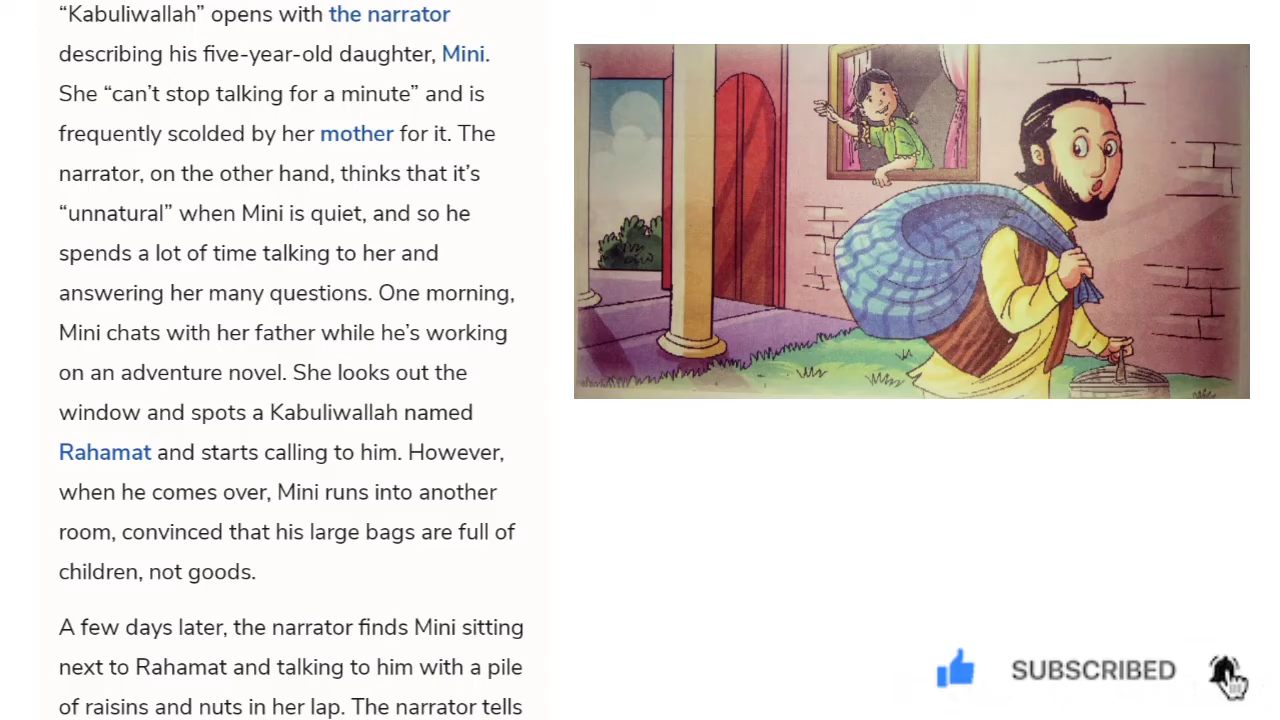 “Kabuliwallah” opens with the narrator
describing his five-year-old daughter, Mini.
She “can’t stop talking for a minute” and is
frequently scolded by her mother for it. The
narrator, on the other hand, thinks that it’s
“unnatural” when Mini is quiet, and so he
spends a lot of time talking to her and
answering her many questions. One morning,
Mini chats with her father while he’s working
on an adventure novel. She looks out the
window and spots a Kabuliwallah named
Rahamat and starts calling to him. However,
when he comes over, Mini runs into another
room, convinced that his large bags are full of
children, not goods.
A few days later, the narrator finds Mini sitting
next to Rahamat and talking to him with a pile
of raisins and nuts in her lap. The narrator tells
SUBSCRIBED